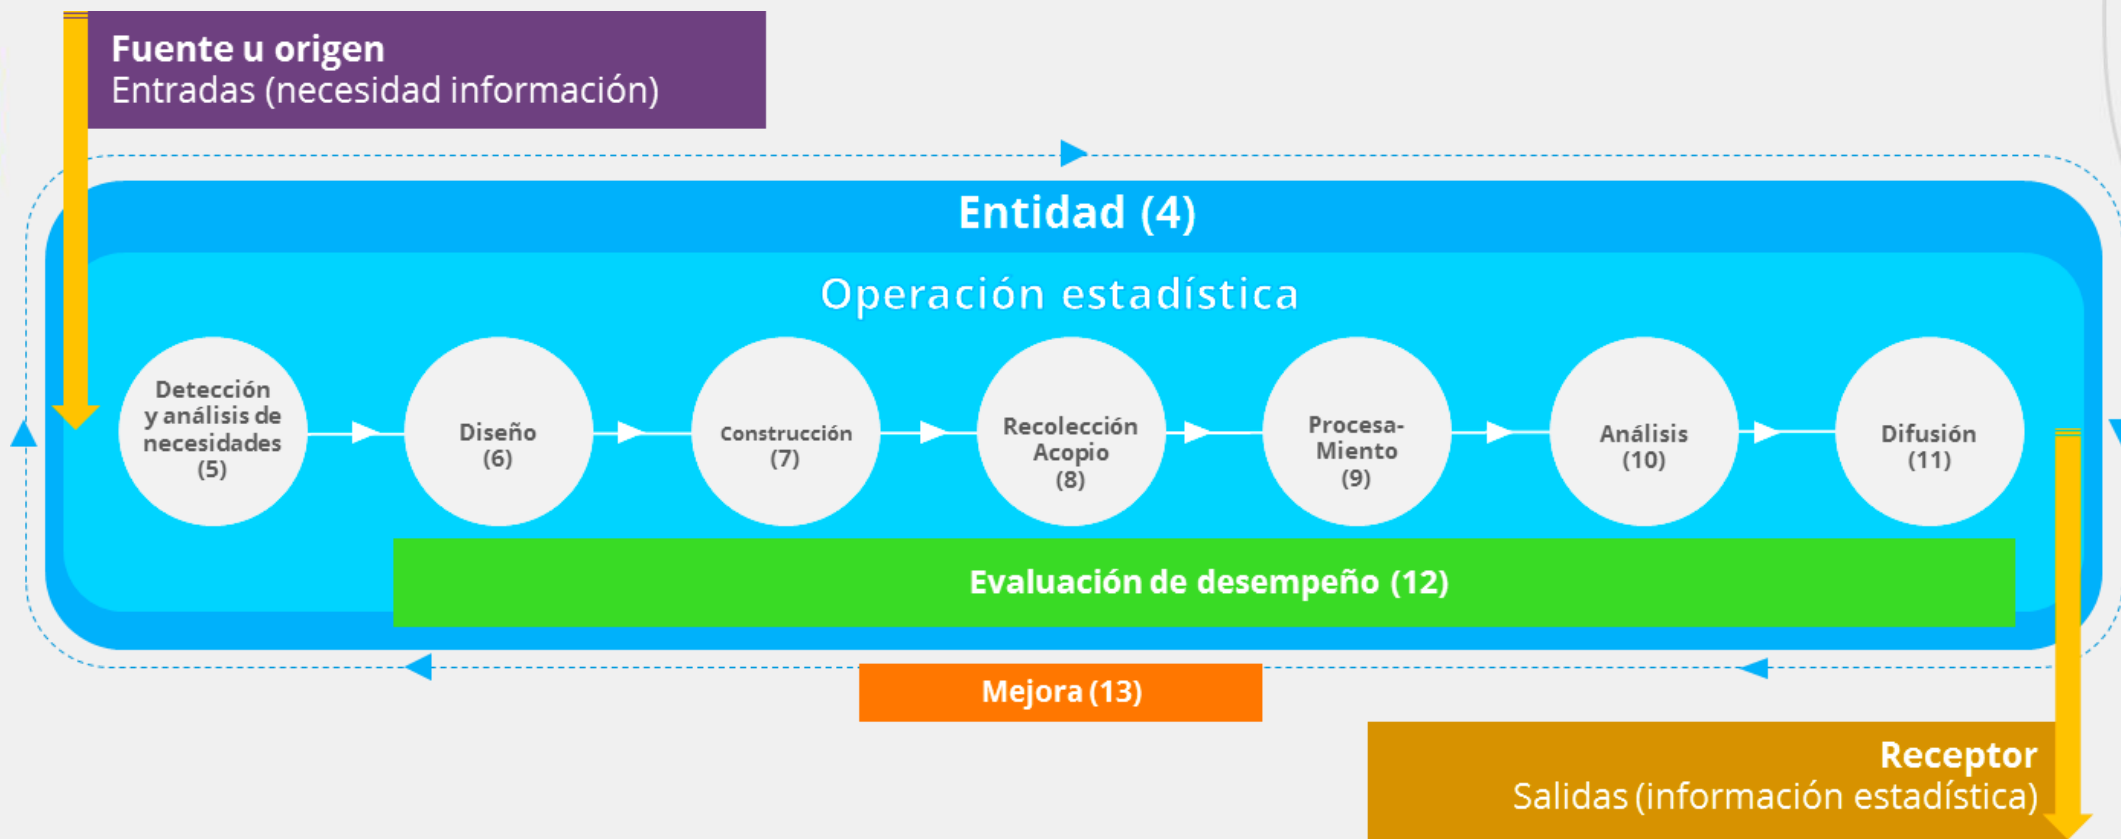 Fuente u origen
Entradas (necesidad información)
Entidad (4)
Operación estadística
Detección
y análisis de
necesidades
(5)
Diseño
(6)
Construcción
(7)
Recolección
Acopio
(8)
Procesa-
Miento
(9)
Análisis
(10)
Difusión
(11)
Evaluación de desempeño (12)
Mejora (13)
Receptor
Salidas (información estadística)